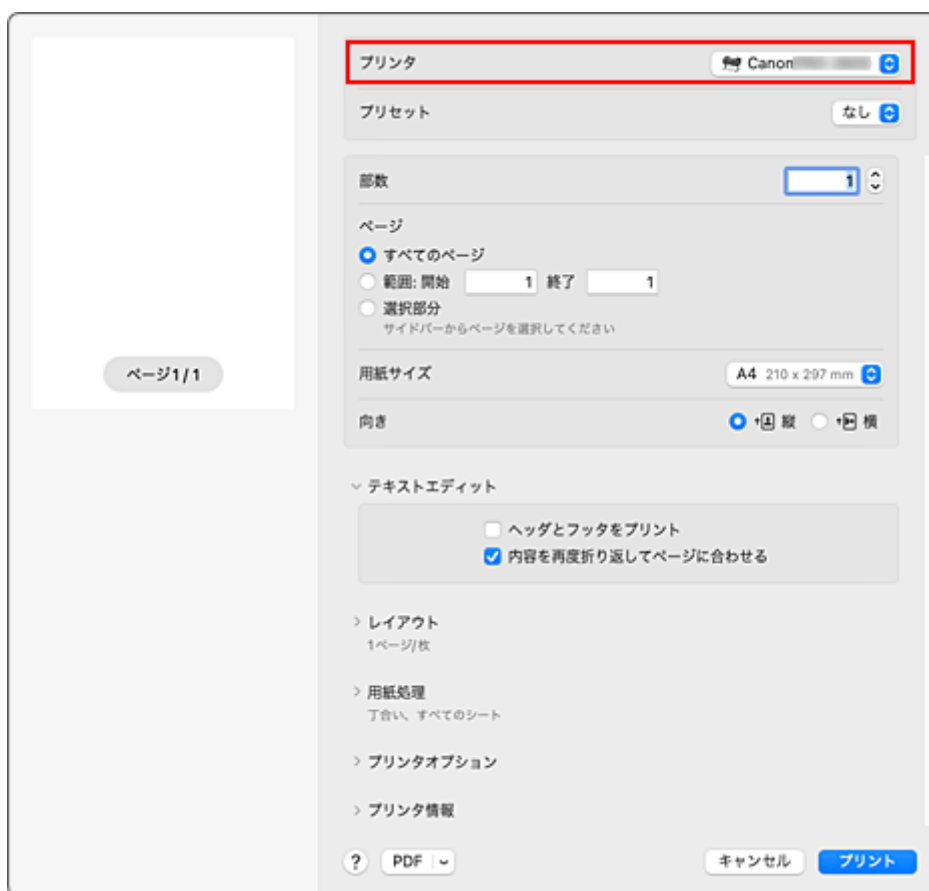 プリンタ
Canon
プリセット
なし
部数
1
ページ
すべてのページ
範囲: 開始 1 終了 1
選択部分
サイドバーからページを選択してください
ページ1/1
用紙サイズ
A4 210 x 297 mm
向き
縦 横
テキストエディット
ヘッダとフッタをプリント
内容を再度折り返してページに合わせる
レイアウト
1ページ/枚
用紙処理
丁合い、すべてのシート
プリンタオプション
プリンタ情報
? PDF キャンセル プリント